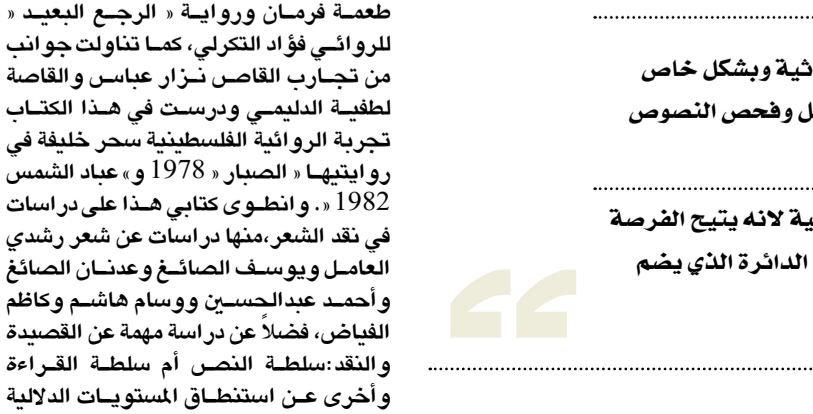 ثية وبشكل خاص
ل وفحص النصوص
ية لانه يتيح الفرصة
الدائرة الذي يضم
طعمة فرمان ورواية « الرجع البعيد «
للروائي فؤاد التكرلي، كما تناولت جوانب
من تجارب القاص نزار عباس والقاصة
لطفية الدليمي ودرست في هذا الكتاب
تجربة الروائية الفلسطينية سحر خليفة في
روايتيها « الصبار « 1978 و» عباد الشمس
1982 «. وانطوى كتابي هذا على دراسات
في نقد الشعر،منها دراسات عن شعر رشدي
العامل ويوسف الصائغ وعدنان الصائغ
وأحمد عبدالحسين ووسام هاشم وكاظم
الفياض، فضلاً عن دراسة مهمة عن القصيدة
والنقد:سلطة النص أم سلطة القراءة
وأخرى عن استنطاق المستويات الدلالية